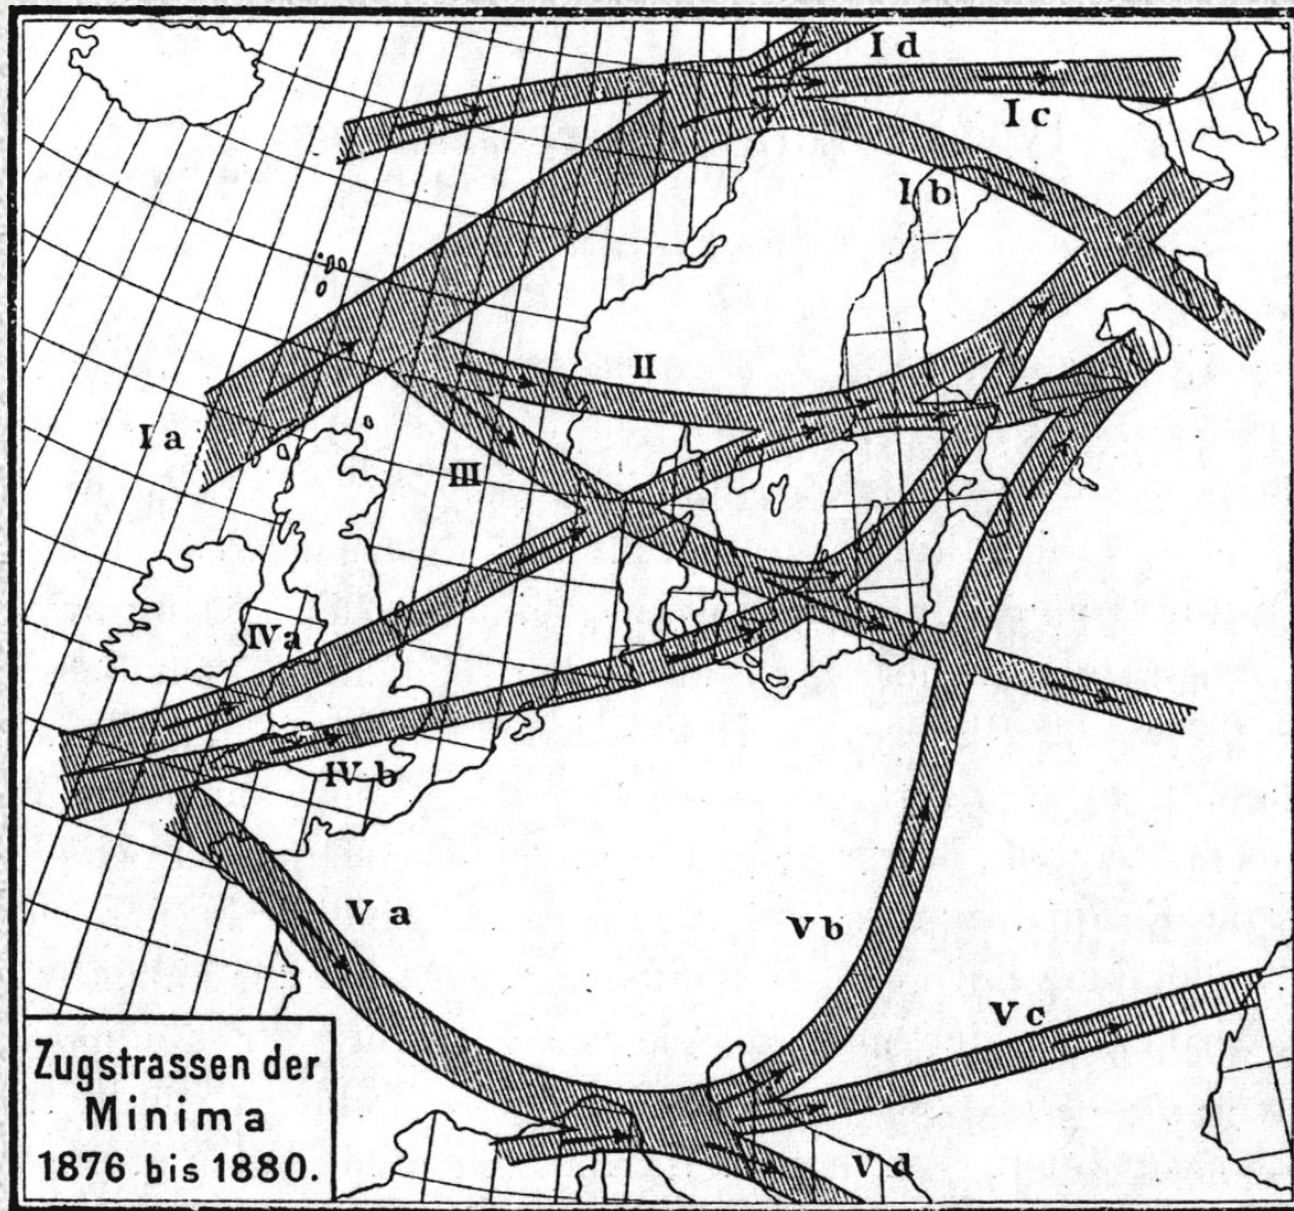 I d
I c
I b
II
I a
III
IV a
IV b
V a
V b
V c
V d
Zugstrassen der
Minima
1876 bis 1880.